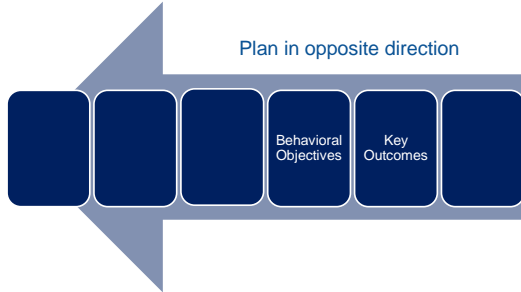 Plan in opposite direction
Behavioral
Objectives
Key
Outcomes